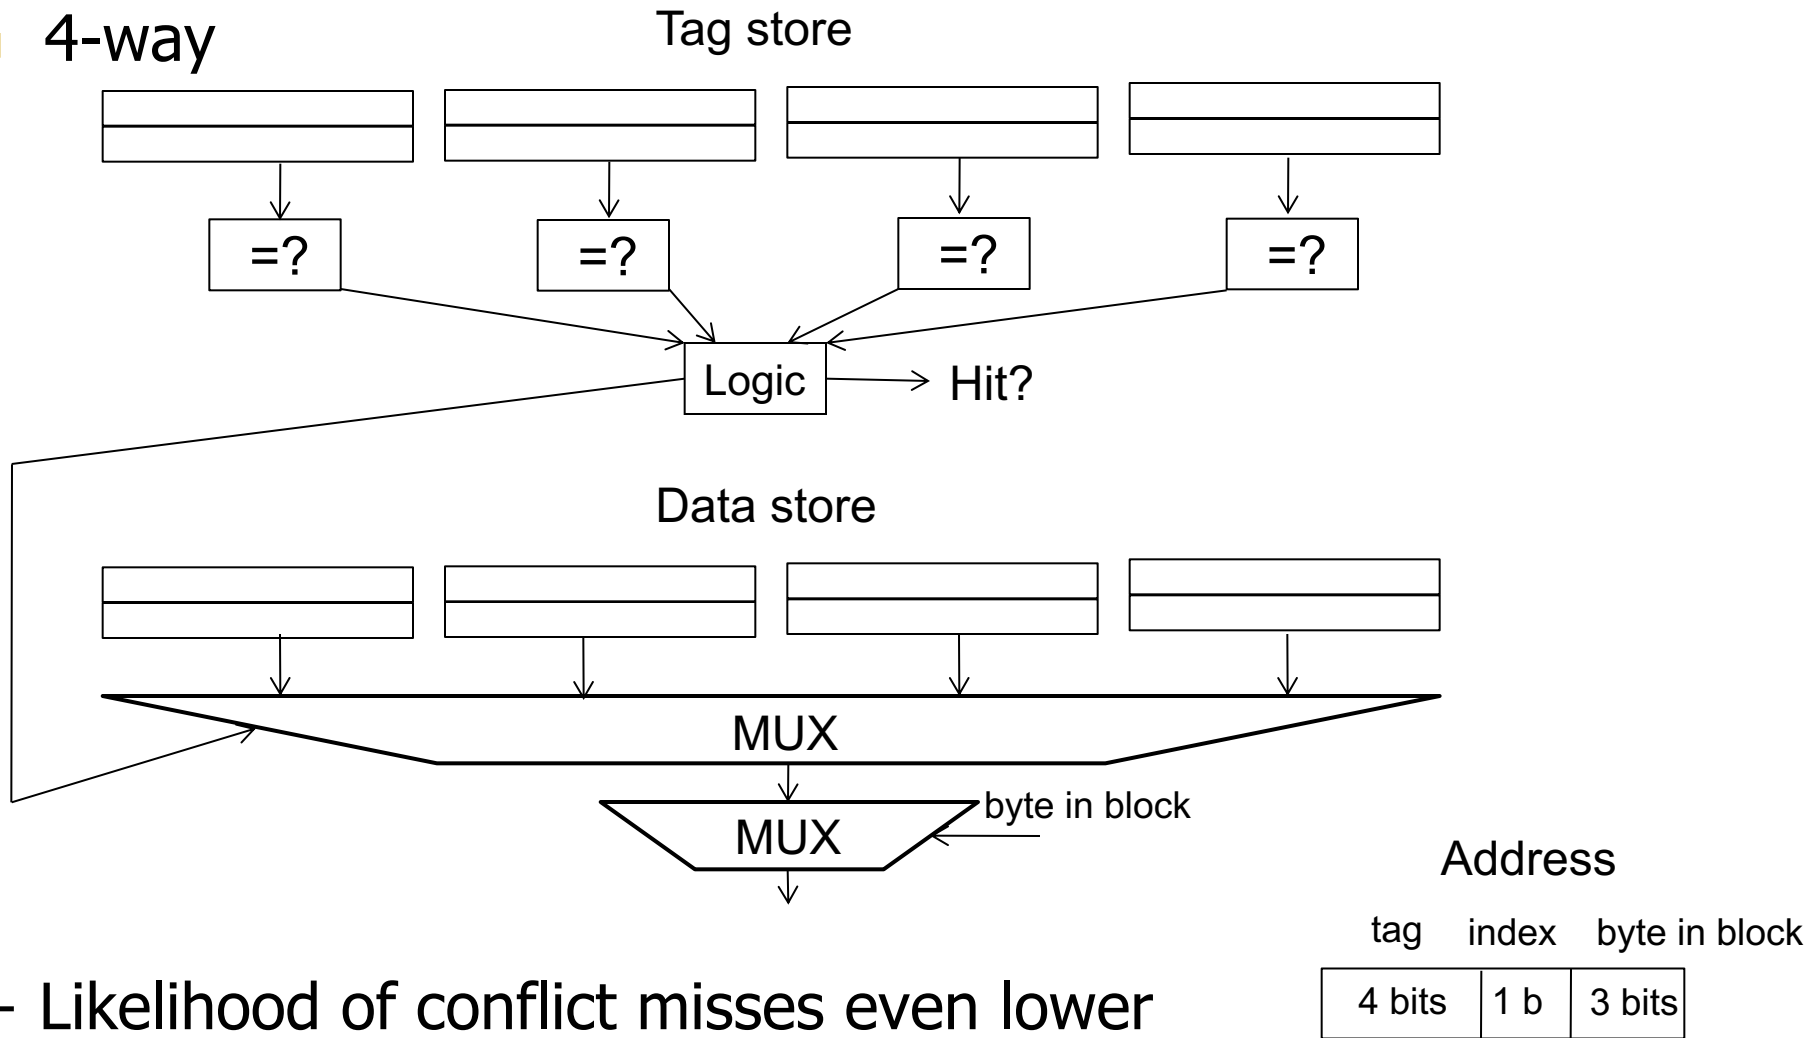 4-way
Tag store
=? =? =? =?
Logic
Hit?
Data store
MUX
byte in block
MUX
Address
tag index byte in block
4 bits 1 b 3 bits
- Likelihood of conflict misses even lower